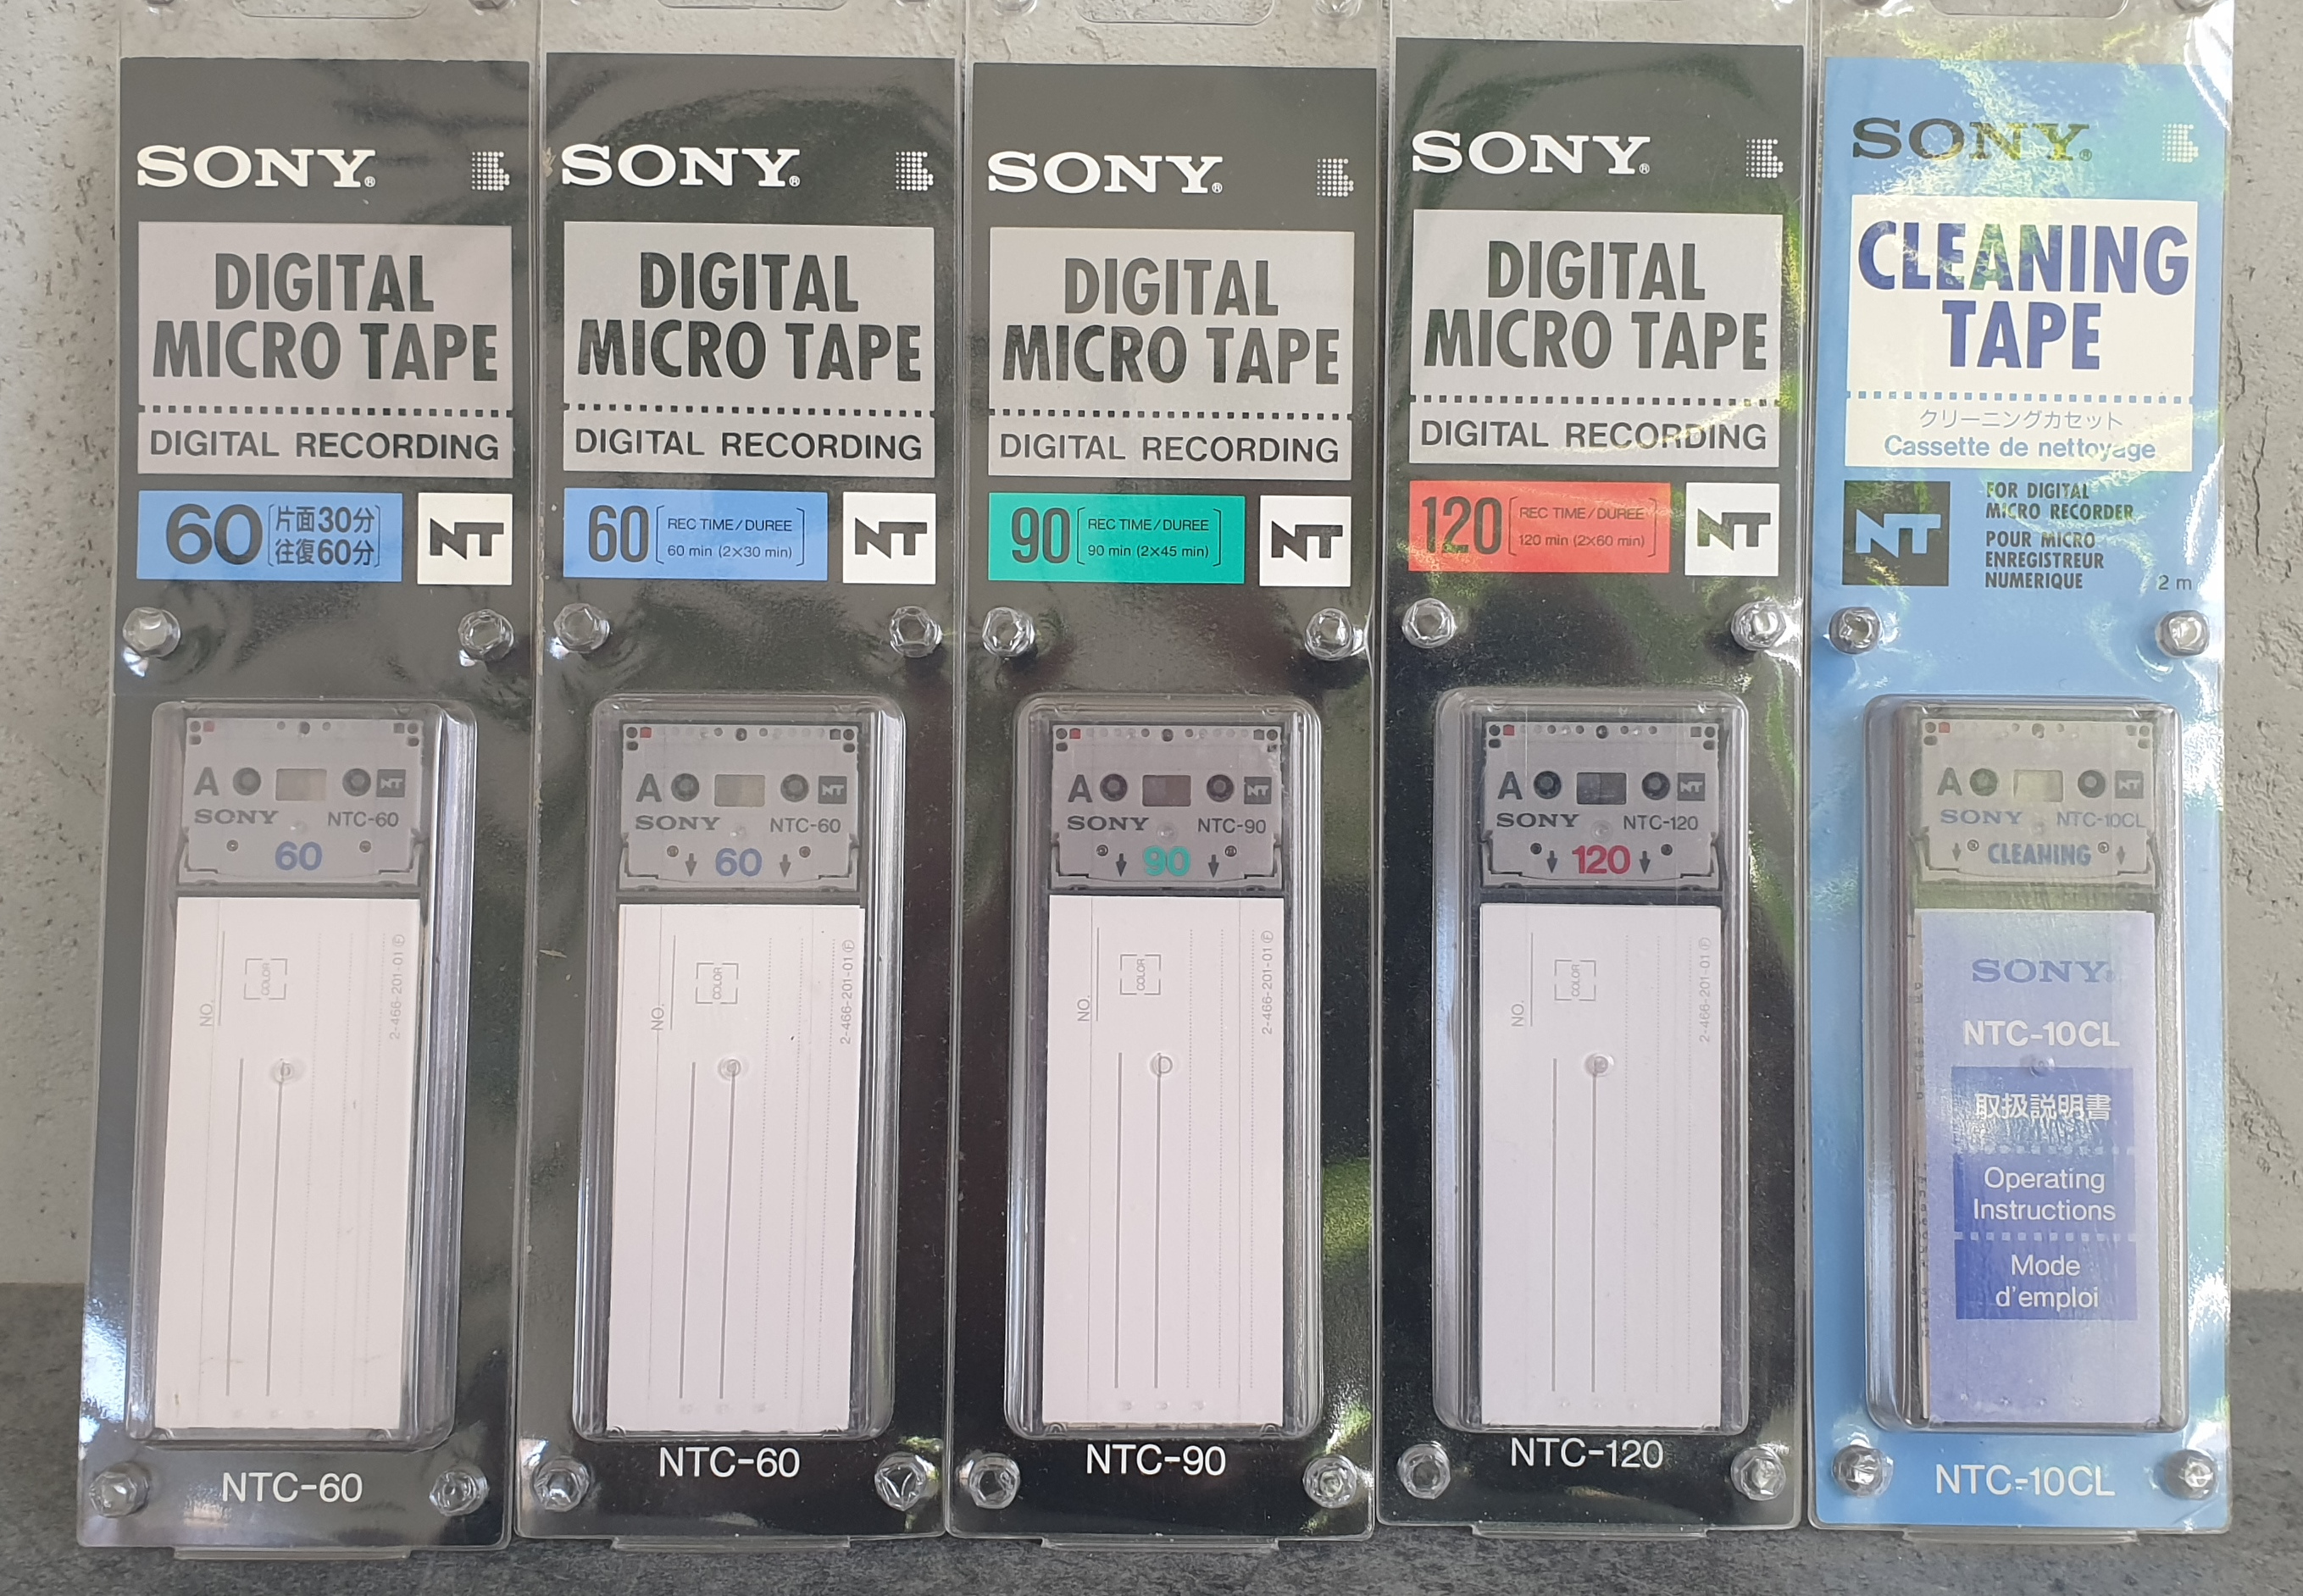 SONY®
DIGITAL
MICRO TAPE
DIGITAL RECORDING
60 片面30分
往復60分
NT
A NT
SONY NTC-60
60
NO.
COLOR
2-466-201-01 Ⓕ
NTC-60
SONY®
DIGITAL
MICRO TAPE
DIGITAL RECORDING
60 REC TIME/DUREE
60 min (2×30 min)
NT
A NT
SONY NTC-60
60
NO.
COLOR
2-466-201-01 Ⓕ
NTC-60
SONY®
DIGITAL
MICRO TAPE
DIGITAL RECORDING
90 REC TIME/DUREE
90 min (2×45 min)
NT
A NT
SONY NTC-90
90
NO.
COLOR
2-466-201-01 Ⓕ
D
NTC-90
SONY®
DIGITAL
MICRO TAPE
DIGITAL RECORDING
120 REC TIME/DUREE
120 min (2×60 min)
NT
A NT
SONY NTC-120
120
NO.
COLOR
2-466-201-01 Ⓕ
NTC-120
SONY®
CLEANING
TAPE
クリーニングカセット
Cassette de nettoyage
NT
FOR DIGITAL
MICRO RECORDER
POUR MICRO
ENREGISTREUR
NUMERIQUE
2 m
A NT
SONY NTC-10CL
CLEANING
SONY®
NTC-10CL
取扱説明書
Operating
Instructions
Mode
d'emploi
NTC-10CL